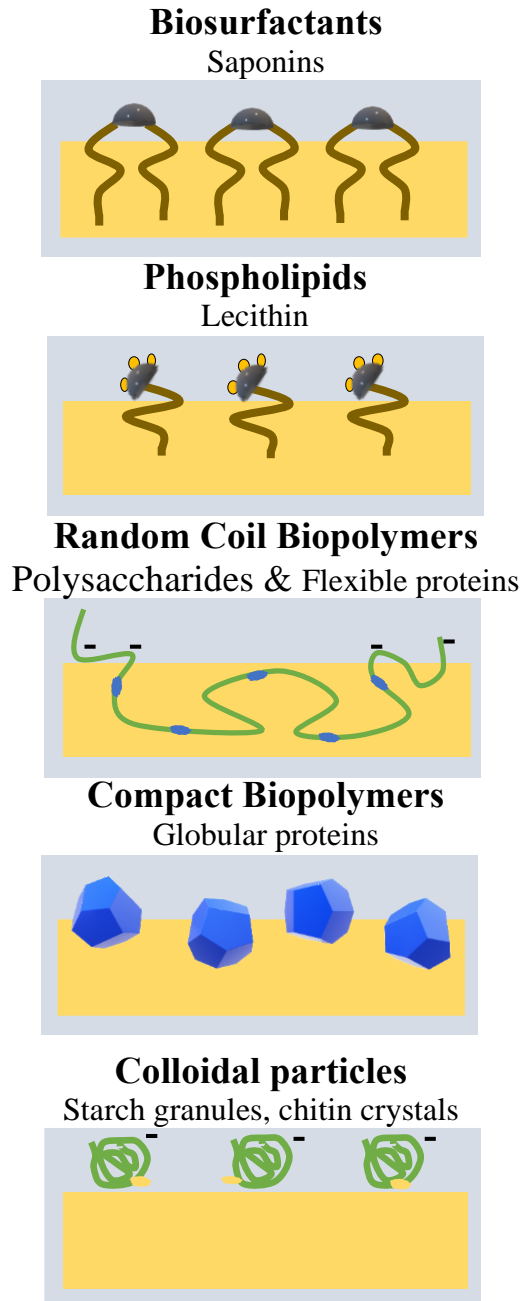 Biosurfactants
Saponins
Phospholipids
Lecithin
Random Coil Biopolymers
Polysaccharides & Flexible proteins
- - - -
Compact Biopolymers
Globular proteins
Colloidal particles
Starch granules, chitin crystals
- - -